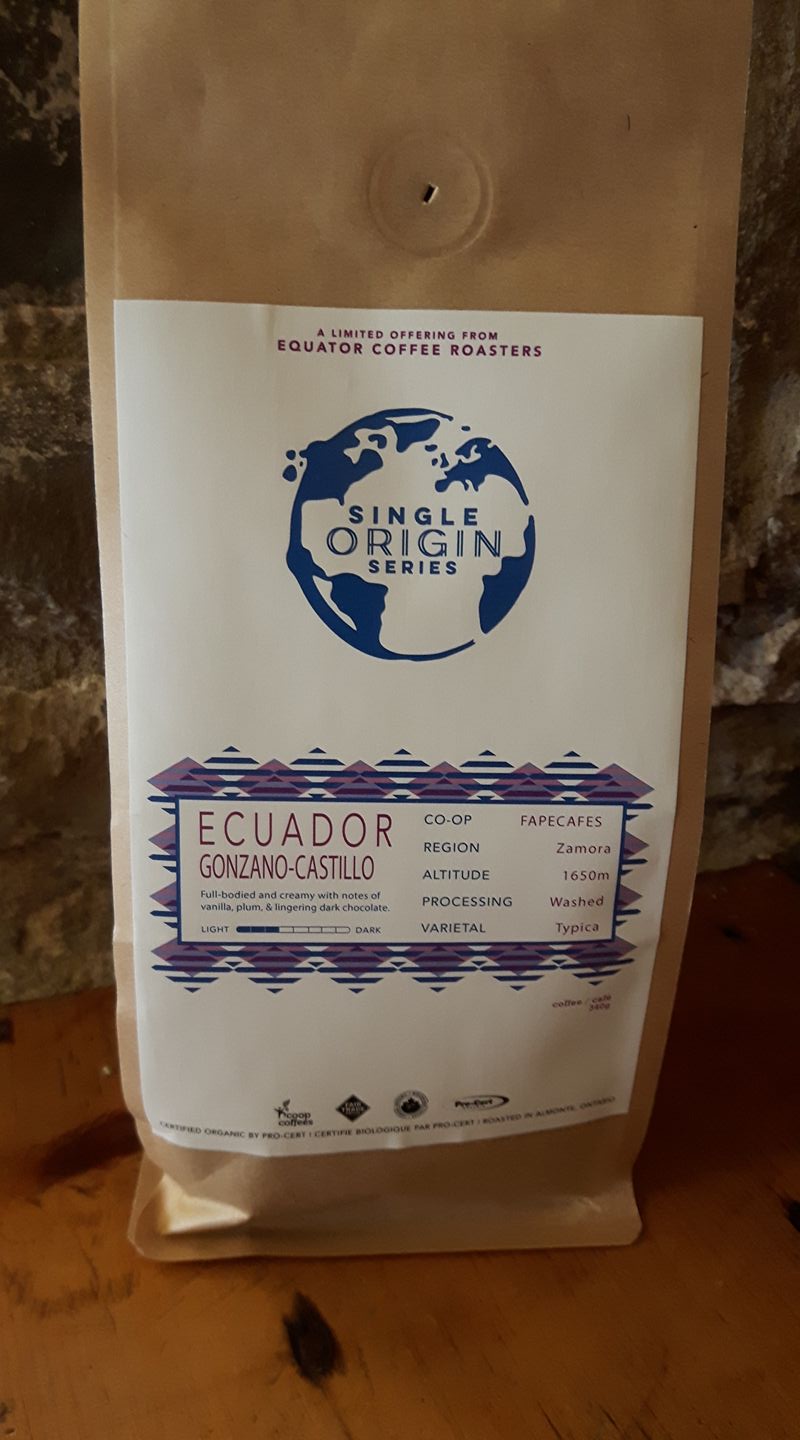 A LIMITED OFFERING FROM
EQUATOR COFFEE ROASTERS
SINGLE
ORIGIN
SERIES
ECUADOR
GONZANO-CASTILLO
Full-bodied and creamy with notes of
vanilla, plum, & lingering dark chocolate.
LIGHT DARK
CO-OP FAPECAFES
REGION Zamora
ALTITUDE 1650m
PROCESSING Washed
VARIETAL Typica
coffee / café
340g
coop
coffees
FAIR
TRADE
Pro-Cert
CERTIFIED ORGANIC BY PRO-CERT / CERTIFIE BIOLOGIQUE PAR PRO-CERT / ROASTED IN ALMONTE, ONTARIO